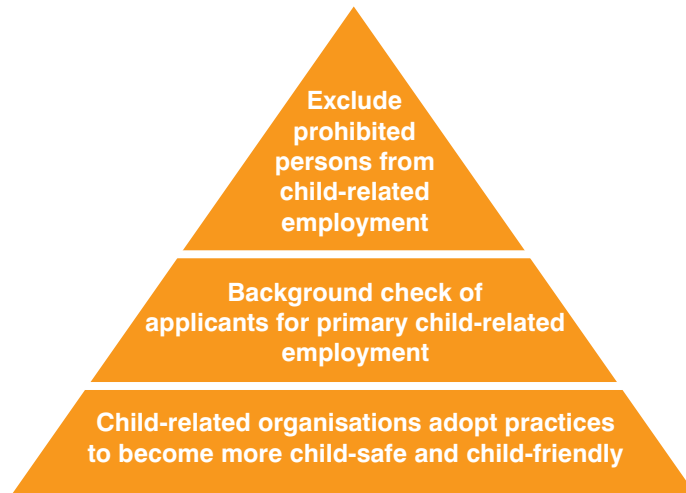 Exclude
prohibited
persons from
child-related
employment
Background check of
applicants for primary child-related
employment
Child-related organisations adopt practices
to become more child-safe and child-friendly